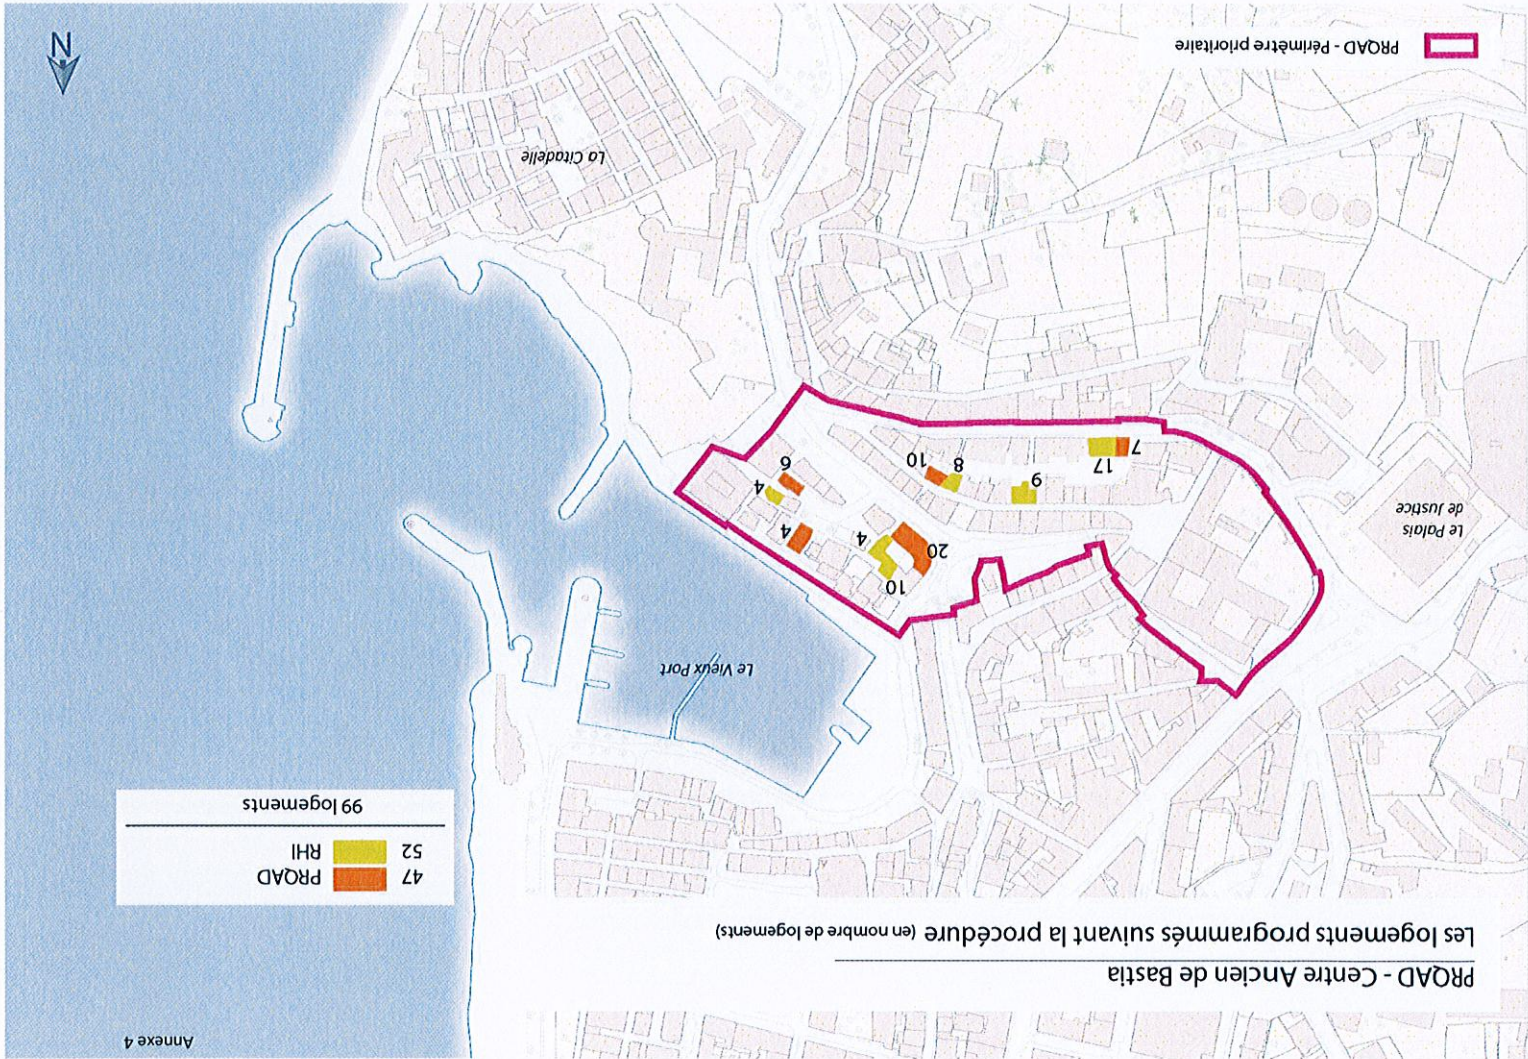 Annexe 4
PRQAD - Centre Ancien de Bastia
Les logements programmés suivant la procédure (en nombre de logements)
47 PRQAD
52 RHI
99 logements
Le Vieux Port
10
20
4
4
Le Palais
de Justice
4
9
8
10
6
17
7
La Citadelle
PRQAD - Périmètre prioritaire
N